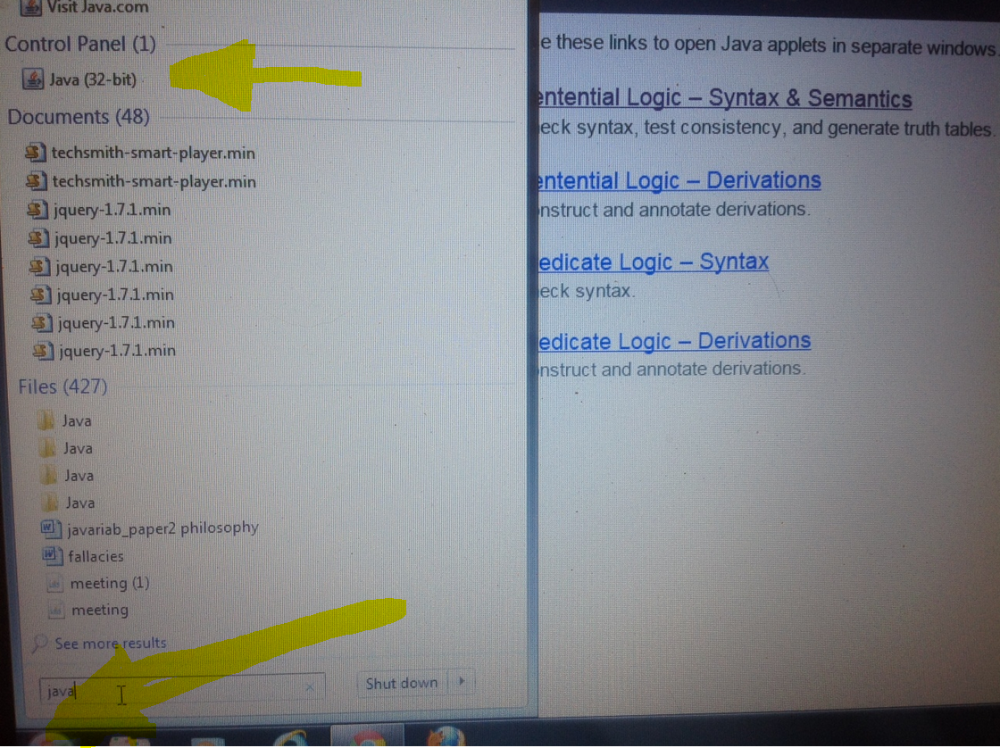 Visit Java.com
Control Panel (1)
Java (32-bit)
Documents (48)
techsmith-smart-player.min
techsmith-smart-player.min
jquery-1.7.1.min
jquery-1.7.1.min
jquery-1.7.1.min
jquery-1.7.1.min
jquery-1.7.1.min
jquery-1.7.1.min
Files (427)
Java
Java
Java
Java
javariab_paper2 philosophy
fallacies
meeting (1)
meeting
See more results
java
Shut down
e these links to open Java applets in separate windows.
entential Logic – Syntax & Semantics
eck syntax, test consistency, and generate truth tables.
entential Logic – Derivations
nstruct and annotate derivations.
edicate Logic – Syntax
eck syntax.
edicate Logic – Derivations
nstruct and annotate derivations.